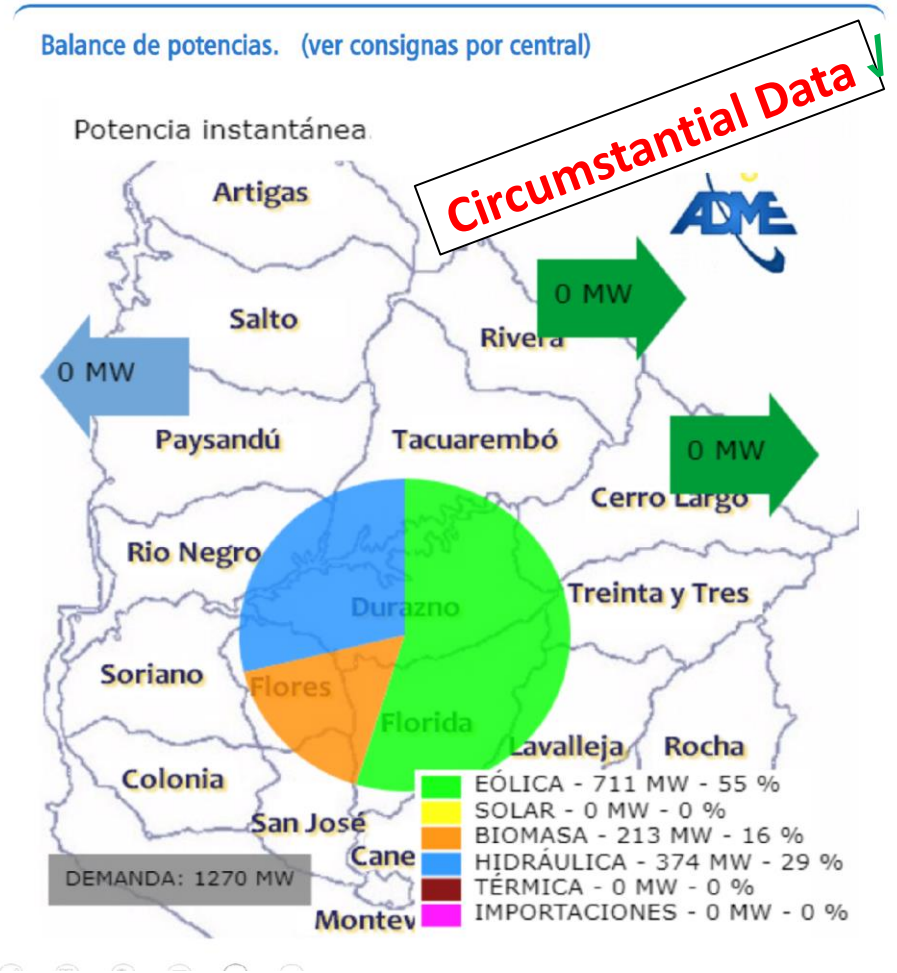 Balance de potencias. (ver consignas por central)
Circumstantial Data
Potencia instantánea
ADME
Artigas
0 MW
Salto
Rivera
0 MW
Paysandú
Tacuarembó
0 MW
Cerro Largo
Rio Negro
Durazno
Treinta y Tres
Soriano
Flores
Florida
Lavalleja
Rocha
Colonia
San José
Cane
Montev
DEMANDA: 1270 MW
EÓLICA - 711 MW - 55 %
SOLAR - 0 MW - 0 %
BIOMASA - 213 MW - 16 %
HIDRÁULICA - 374 MW - 29 %
TÉRMICA - 0 MW - 0 %
IMPORTACIONES - 0 MW - 0 %